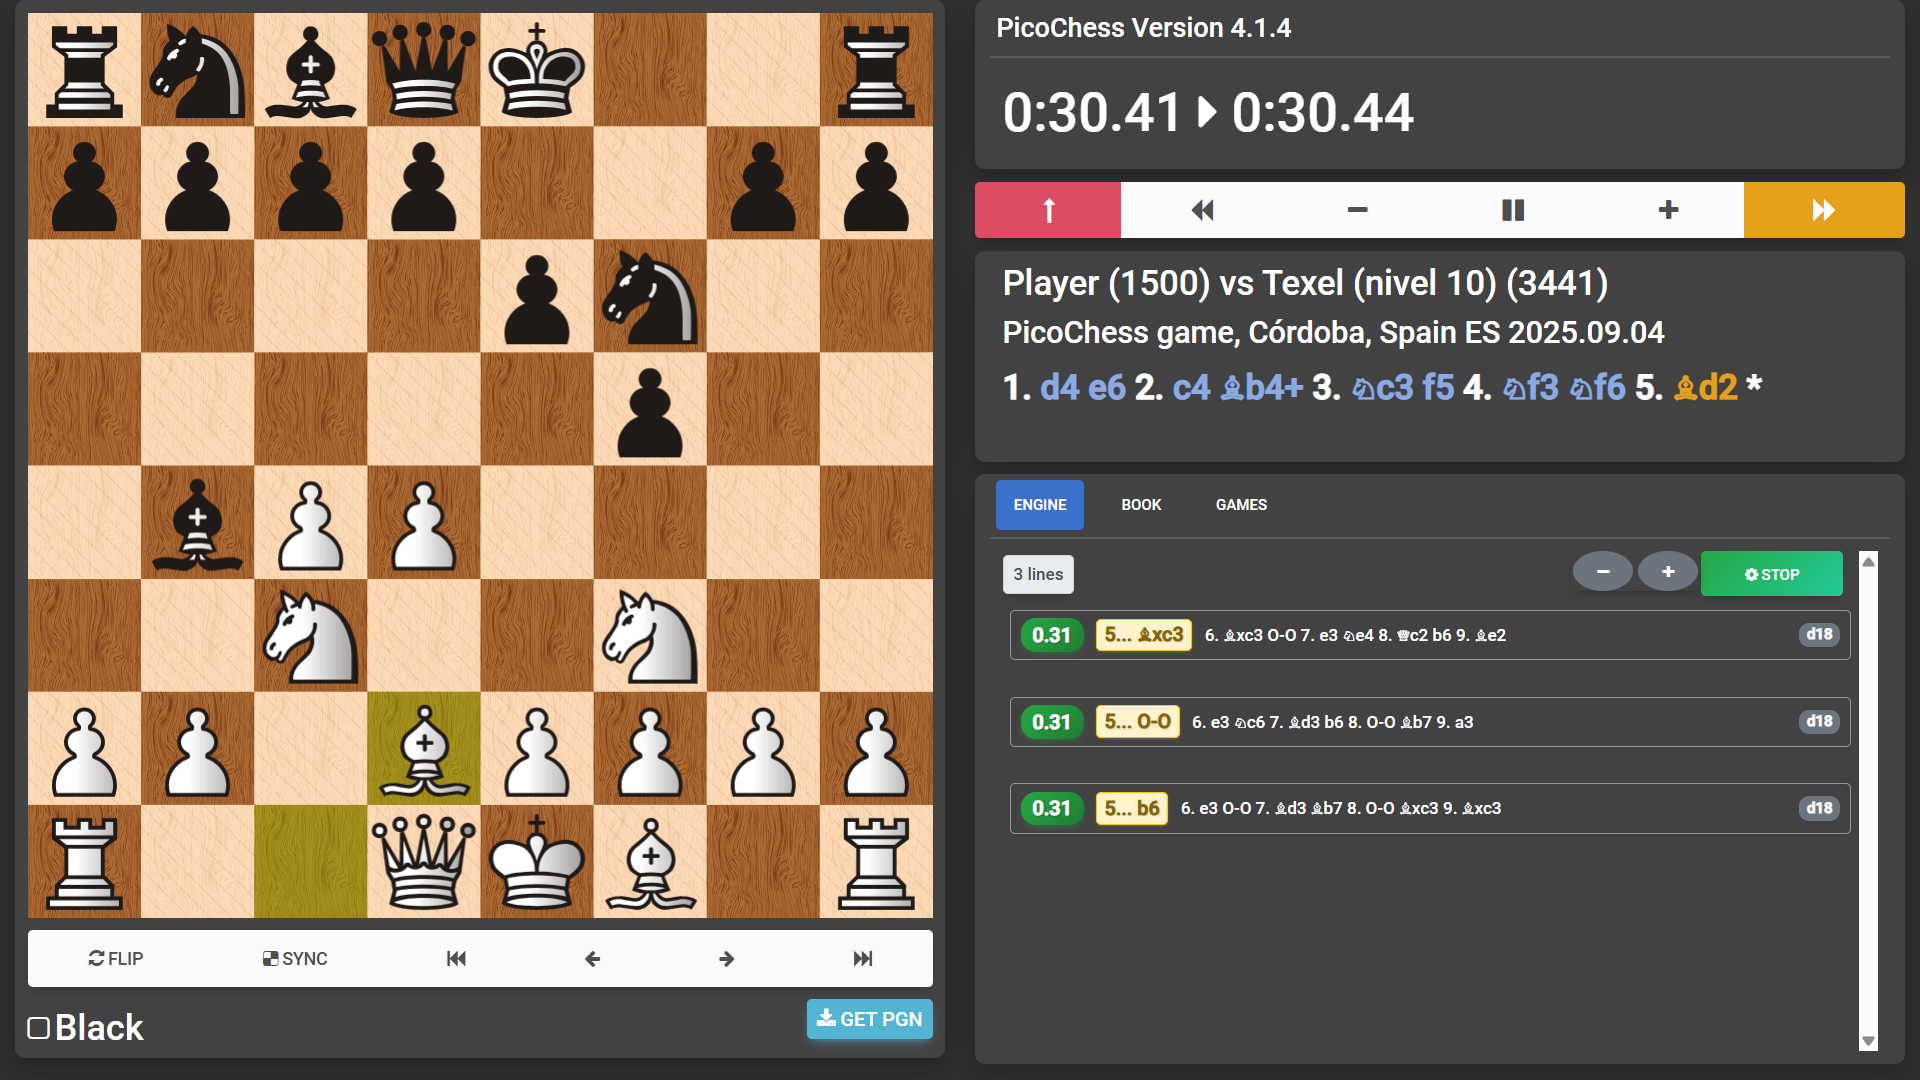 PicoChess Version 4.1.4
0:30.41 0:30.44
Player (1500) vs Texel (nivel 10) (3441)
PicoChess game, Córdoba, Spain ES 2025.09.04
1. d4 e6 2. c4 ♗b4+ 3. ♘c3 f5 4. ♘f3 ♘f6 5. ♗d2 *
ENGINE BOOK GAMES
3 lines − + STOP
0.31 5... ♗xc3 6. ♗xc3 O-O 7. e3 ♘e4 8. ♕c2 b6 9. ♗e2 d18
0.31 5... O-O 6. e3 ♘c6 7. ♗d3 b6 8. O-O ♗b7 9. a3 d18
0.31 5... b6 6. e3 O-O 7. ♗d3 ♗b7 8. O-O ♗xc3 9. ♗xc3 d18
FLIP SYNC
Black GET PGN